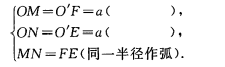 OM=O'F=a(          ),
ON=O'E=a(          ),
MN=FE(同一半径作弧).